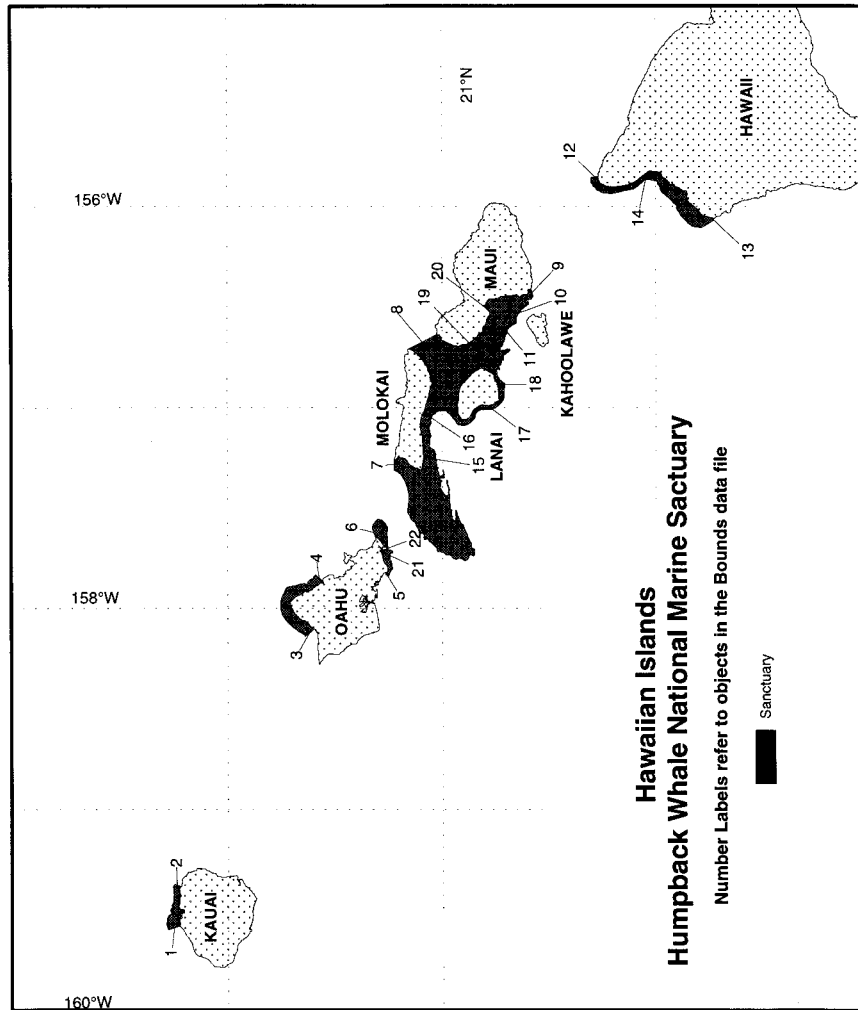 Hawaiian Islands
Humpback Whale National Marine Sactuary
Number Labels refer to objects in the Bounds data file
Sanctuary
160°W
158°W
156°W
21°N
KAUAI
1
2
OAHU
3
4
5
21
22
6
MOLOKAI
7
8
15
16
LANAI
17
18
19
20
MAUI
9
10
11
KAHOOLAWE
HAWAII
12
14
13